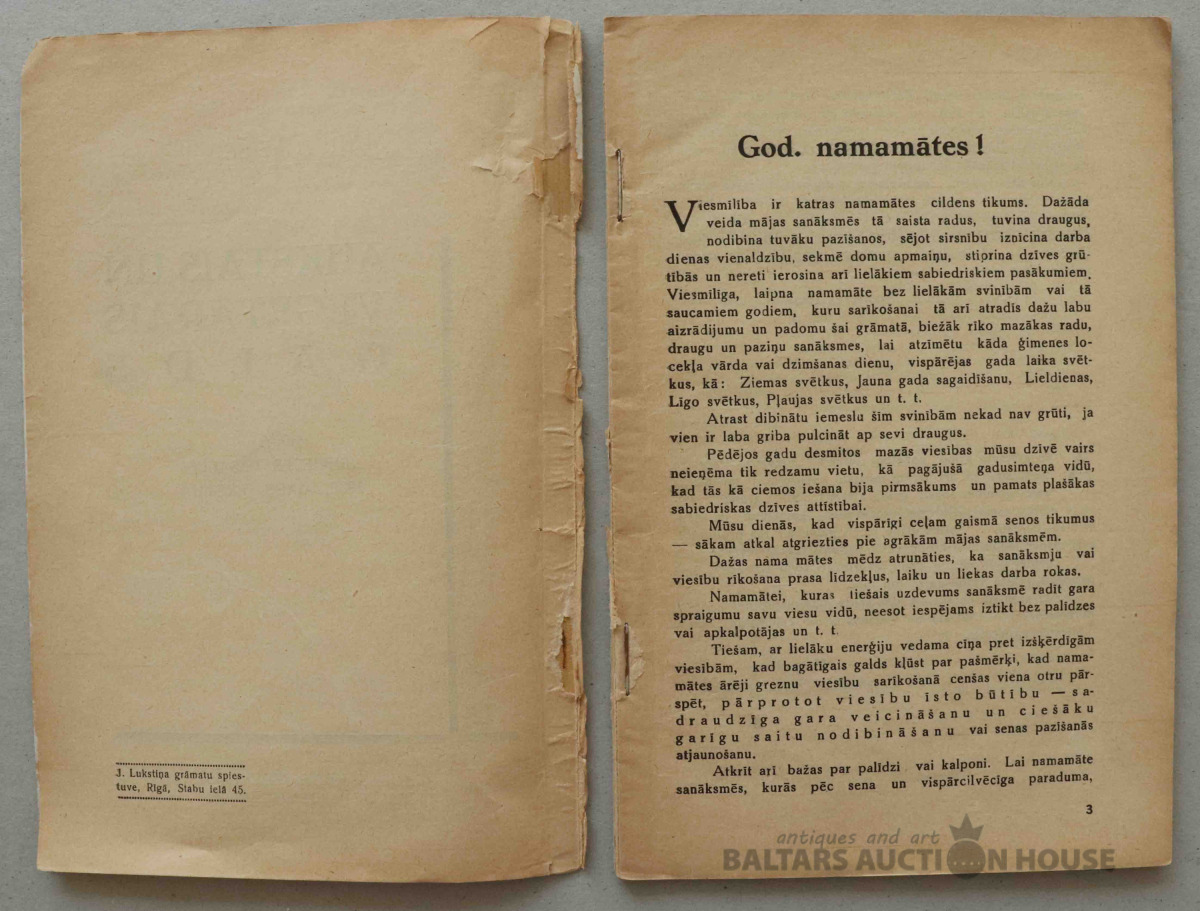 J. Lukstiņa grāmatu spies-
tuve, Rīgā, Stabu ielā 45.
God. namamātes!
Viesmīlība ir katras namamātes cildens tikums. Dažāda
veida mājas sanāksmēs tā saista radus, tuvina draugus,
nodibina tuvāku pazīšanos, sējot sirsnību iznīcina darba
dienas vienaldzību, sekmē domu apmaiņu, stiprina dzīves grū-
tībās un nereti ierosina arī lielākiem sabiedriskiem pasākumiem.
Viesmīlīga, laipna namamāte bez lielākām svinībām vai tā
saucamiem godiem, kuru sarīkošanai tā arī atradīs dažu labu
aizrādījumu un padomu šai grāmatā, biežāk rīko mazākas radu,
draugu un paziņu sanāksmes, lai atzīmētu kāda ģimenes lo-
cekļa vārda vai dzimšanas dienu, vispārējas gada laika svēt-
kus, kā: Ziemas svētkus, Jauna gada sagaidīšanu, Lieldienas,
Līgo svētkus, Pļaujas svētkus un t. t.
Atrast dibinātu iemeslu šīm svinībām nekad nav grūti, ja
vien ir laba griba pulcināt ap sevi draugus.
Pēdējos gadu desmitos mazās viesības mūsu dzīvē vairs
neieņēma tik redzamu vietu, kā pagājušā gadusimteņa vidū,
kad tās kā ciemos iešana bija pirmsākums un pamats plašākas
sabiedriskas dzīves attīstībai.
Mūsu dienās, kad vispārīgi ceļam gaismā senos tikumus
— sākam atkal atgriezties pie agrākām mājas sanāksmēm.
Dažas nama mātes mēdz atrunāties, ka sanāksmju vai
viesību rīkošana prasa līdzekļus, laiku un liekas darba rokas.
Namamātei, kuras tiešais uzdevums sanāksmē radīt gara
spraigumu savu viesu vidū, neesot iespējams iztikt bez palīdzes
vai apkalpotājas un t. t.
Tiešam, ar lielāku enerģiju vedama cīņa pret izšķērdīgām
viesībām, kad bagātīgais galds kļūst par pašmērķi, kad nama-
mātes ārēji greznu viesību sarīkošanā cenšas viena otru pār-
spēt, pārprotot viesību īsto būtību — sa-
draudzīga gara veicināšanu un ciešāku
garīgu saitu nodibināšanu vai senas pazīšanās
atjaunošanu.
Atkrīt arī bažas par palīdzi vai kalponi. Lai namamāte
sanāksmēs, kurās pēc sena un vispārcilvēcīga paraduma,
3
antiques and art
BALTARS AUCTION HOUSE